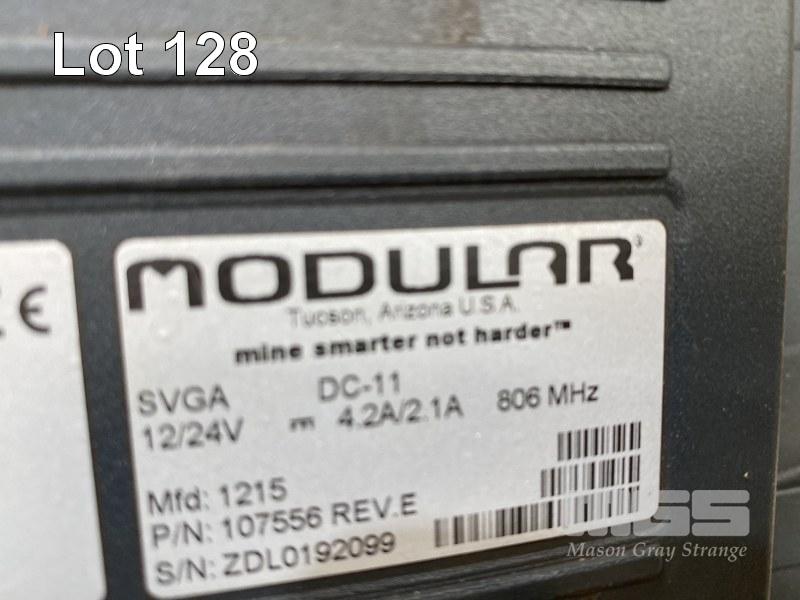 Lot 128
CE
MODULAR
Tucson, Arizona U.S.A.
mine smarter not harder™
SVGA DC-11
12/24V 4.2A/2.1A 806 MHz
Mfd: 1215
P/N: 107556 REV.E
S/N: ZDL0192099
MGS
Mason Gray Strange